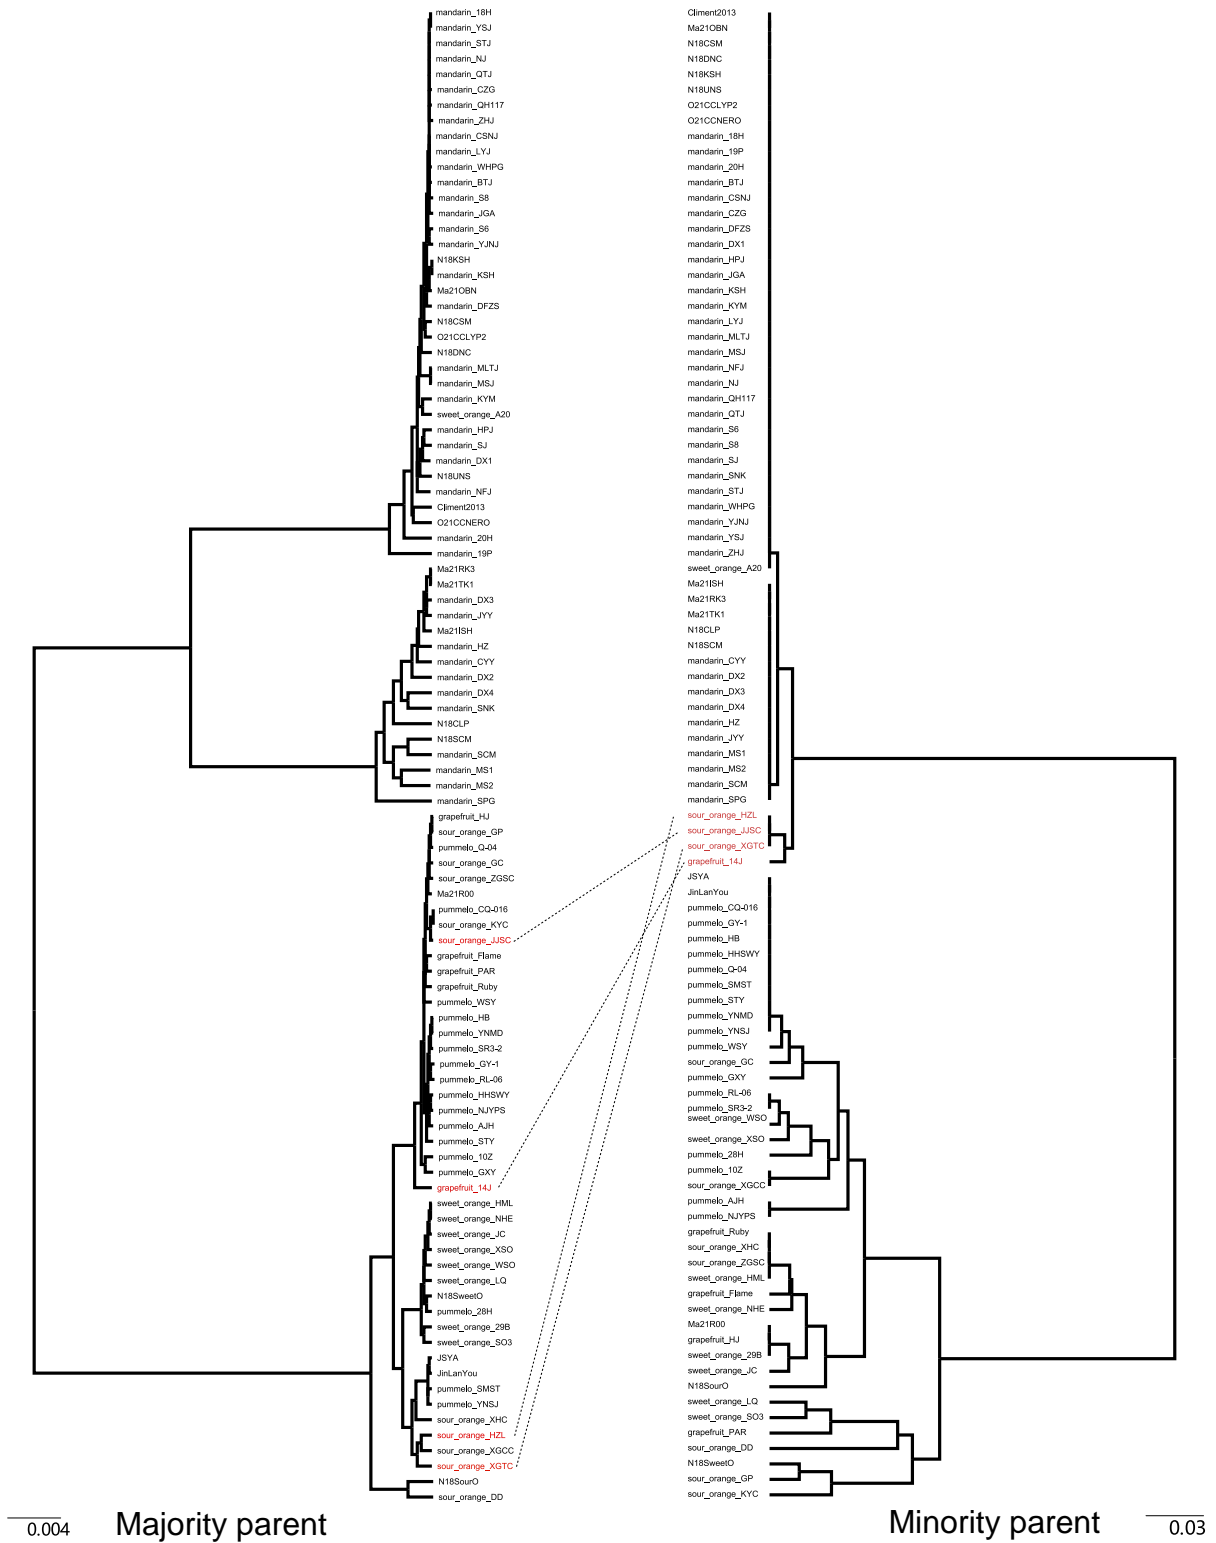 mandarin_18H
mandarin_YSJ
mandarin_STJ
mandarin_NJ
mandarin_QTJ
mandarin_CZG
mandarin_QH117
mandarin_ZHJ
mandarin_CSNJ
mandarin_LYJ
mandarin_WHPG
mandarin_BTJ
mandarin_S8
mandarin_JGA
mandarin_S6
mandarin_YJNJ
N18KSH
mandarin_KSH
Ma21OBN
mandarin_DFZS
N18CSM
O21CCLYP2
N18DNC
mandarin_MLTJ
mandarin_MSJ
mandarin_KYM
sweet_orange_A20
mandarin_HPJ
mandarin_SJ
mandarin_DX1
N18UNS
mandarin_NFJ
Climent2013
O21CCNERO
mandarin_20H
mandarin_19P
Ma21RK3
Ma21TK1
mandarin_DX3
mandarin_JYY
Ma21ISH
mandarin_HZ
mandarin_CYY
mandarin_DX2
mandarin_DX4
mandarin_SNK
N18CLP
N18SCM
mandarin_SCM
mandarin_MS1
mandarin_MS2
mandarin_SPG
grapefruit_HJ
sour_orange_GP
pummelo_Q-04
sour_orange_GC
sour_orange_ZGSC
Ma21R00
pummelo_CQ-016
sour_orange_KYC
sour_orange_JJSC
grapefruit_Flame
grapefruit_PAR
grapefruit_Ruby
pummelo_WSY
pummelo_HB
pummelo_YNMD
pummelo_SR3-2
pummelo_GY-1
pummelo_RL-06
pummelo_HHSWY
pummelo_NJYPS
pummelo_AJH
pummelo_STY
pummelo_10Z
pummelo_GXY
grapefruit_14J
sweet_orange_HML
sweet_orange_NHE
sweet_orange_JC
sweet_orange_XSO
sweet_orange_WSO
sweet_orange_LQ
N18SweetO
pummelo_28H
sweet_orange_29B
sweet_orange_SO3
JSYA
JinLanYou
pummelo_SMST
pummelo_YNSJ
sour_orange_XHC
sour_orange_HZL
sour_orange_XGCC
sour_orange_XGTC
N18SourO
sour_orange_DD
0.004
Majority parent
Climent2013
Ma21OBN
N18CSM
N18DNC
N18KSH
N18UNS
O21CCLYP2
O21CCNERO
mandarin_18H
mandarin_19P
mandarin_20H
mandarin_BTJ
mandarin_CSNJ
mandarin_CZG
mandarin_DFZS
mandarin_DX1
mandarin_HPJ
mandarin_JGA
mandarin_KSH
mandarin_KYM
mandarin_LYJ
mandarin_MLTJ
mandarin_MSJ
mandarin_NFJ
mandarin_NJ
mandarin_QH117
mandarin_QTJ
mandarin_S6
mandarin_S8
mandarin_SJ
mandarin_SNK
mandarin_STJ
mandarin_WHPG
mandarin_YJNJ
mandarin_YSJ
mandarin_ZHJ
sweet_orange_A20
Ma21ISH
Ma21RK3
Ma21TK1
N18CLP
N18SCM
mandarin_CYY
mandarin_DX2
mandarin_DX3
mandarin_DX4
mandarin_HZ
mandarin_JYY
mandarin_MS1
mandarin_MS2
mandarin_SCM
mandarin_SPG
sour_orange_HZL
sour_orange_JJSC
sour_orange_XGTC
grapefruit_14J
JSYA
JinLanYou
pummelo_CQ-016
pummelo_GY-1
pummelo_HB
pummelo_HHSWY
pummelo_Q-04
pummelo_SMST
pummelo_STY
pummelo_YNMD
pummelo_YNSJ
pummelo_WSY
sour_orange_GC
pummelo_GXY
pummelo_RL-06
pummelo_SR3-2
sweet_orange_WSO
sweet_orange_XSO
pummelo_28H
pummelo_10Z
sour_orange_XGCC
pummelo_AJH
pummelo_NJYPS
grapefruit_Ruby
sour_orange_XHC
sour_orange_ZGSC
sweet_orange_HML
grapefruit_Flame
sweet_orange_NHE
Ma21R00
grapefruit_HJ
sweet_orange_29B
sweet_orange_JC
N18SourO
sweet_orange_LQ
sweet_orange_SO3
grapefruit_PAR
sour_orange_DD
N18SweetO
sour_orange_GP
sour_orange_KYC
Minority parent
0.03